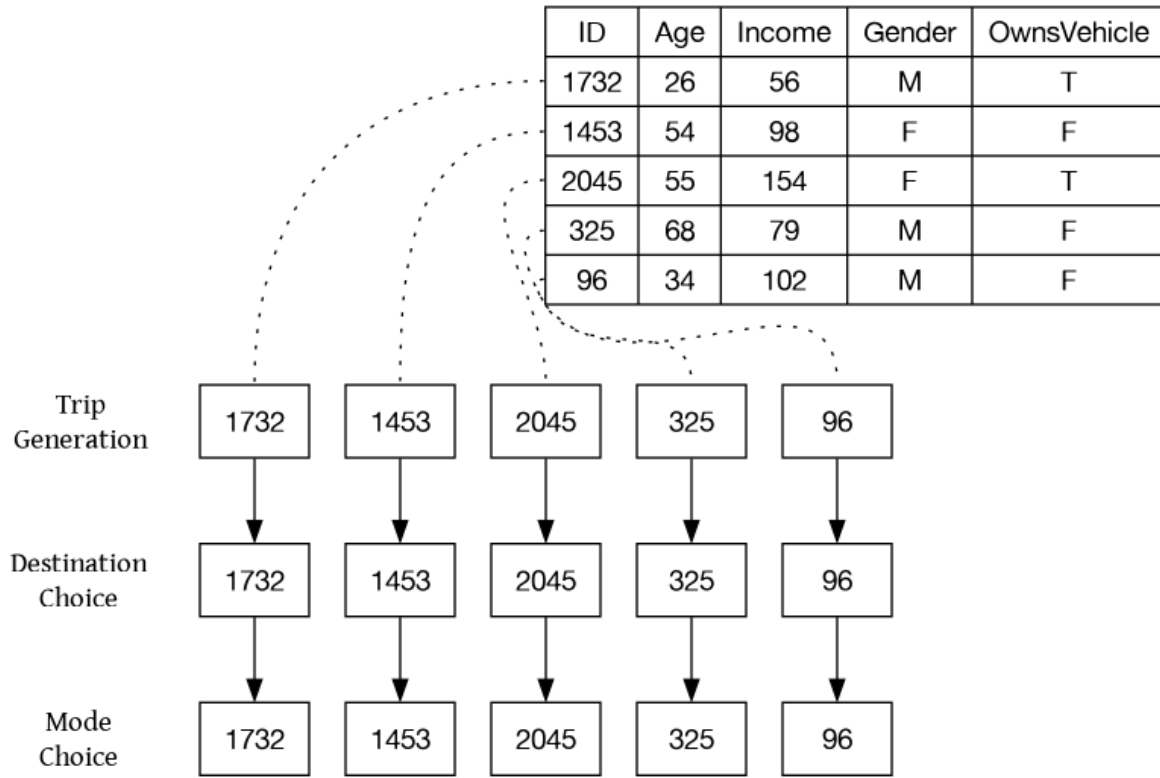 ID Age Income Gender OwnsVehicle
1732 26 56 M T
1453 54 98 F F
2045 55 154 F T
325 68 79 M F
96 34 102 M F
Trip
Generation
1732 1453 2045 325 96
Destination
Choice
1732 1453 2045 325 96
Mode
Choice
1732 1453 2045 325 96